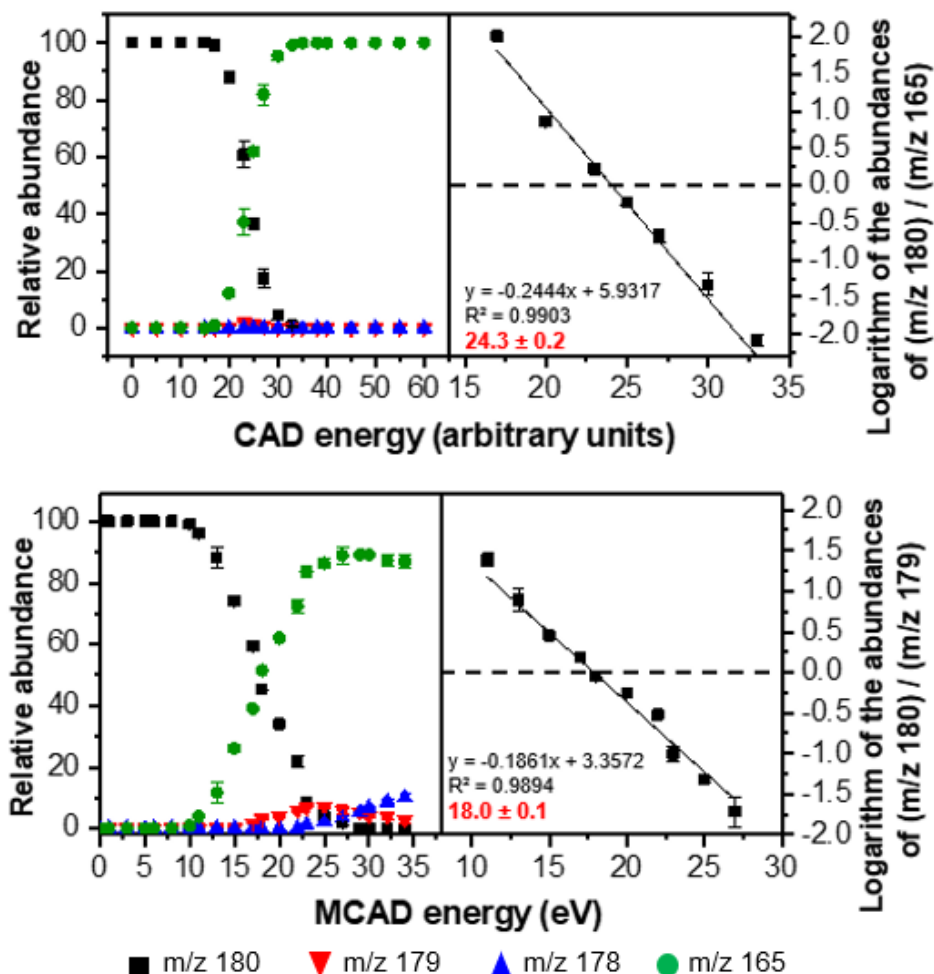 Relative abundance
100
80
60
40
20
0
0 10 20 30 40 50 60
y = -0.2444x + 5.9317
R² = 0.9903
24.3 ± 0.2
15 20 25 30 35
2.0
1.5
1.0
0.5
0.0
-0.5
-1.0
-1.5
-2.0
Logarithm of the abundances
of (m/z 180) / (m/z 165)
CAD energy (arbitrary units)
Relative abundance
100
80
60
40
20
0
0 5 10 15 20 25 30 35
y = -0.1861x + 3.3572
R² = 0.9894
18.0 ± 0.1
10 15 20 25 30
2.0
1.5
1.0
0.5
0.0
-0.5
-1.0
-1.5
-2.0
Logarithm of the abundances
of (m/z 180) / (m/z 179)
MCAD energy (eV)
m/z 180 m/z 179 m/z 178 m/z 165